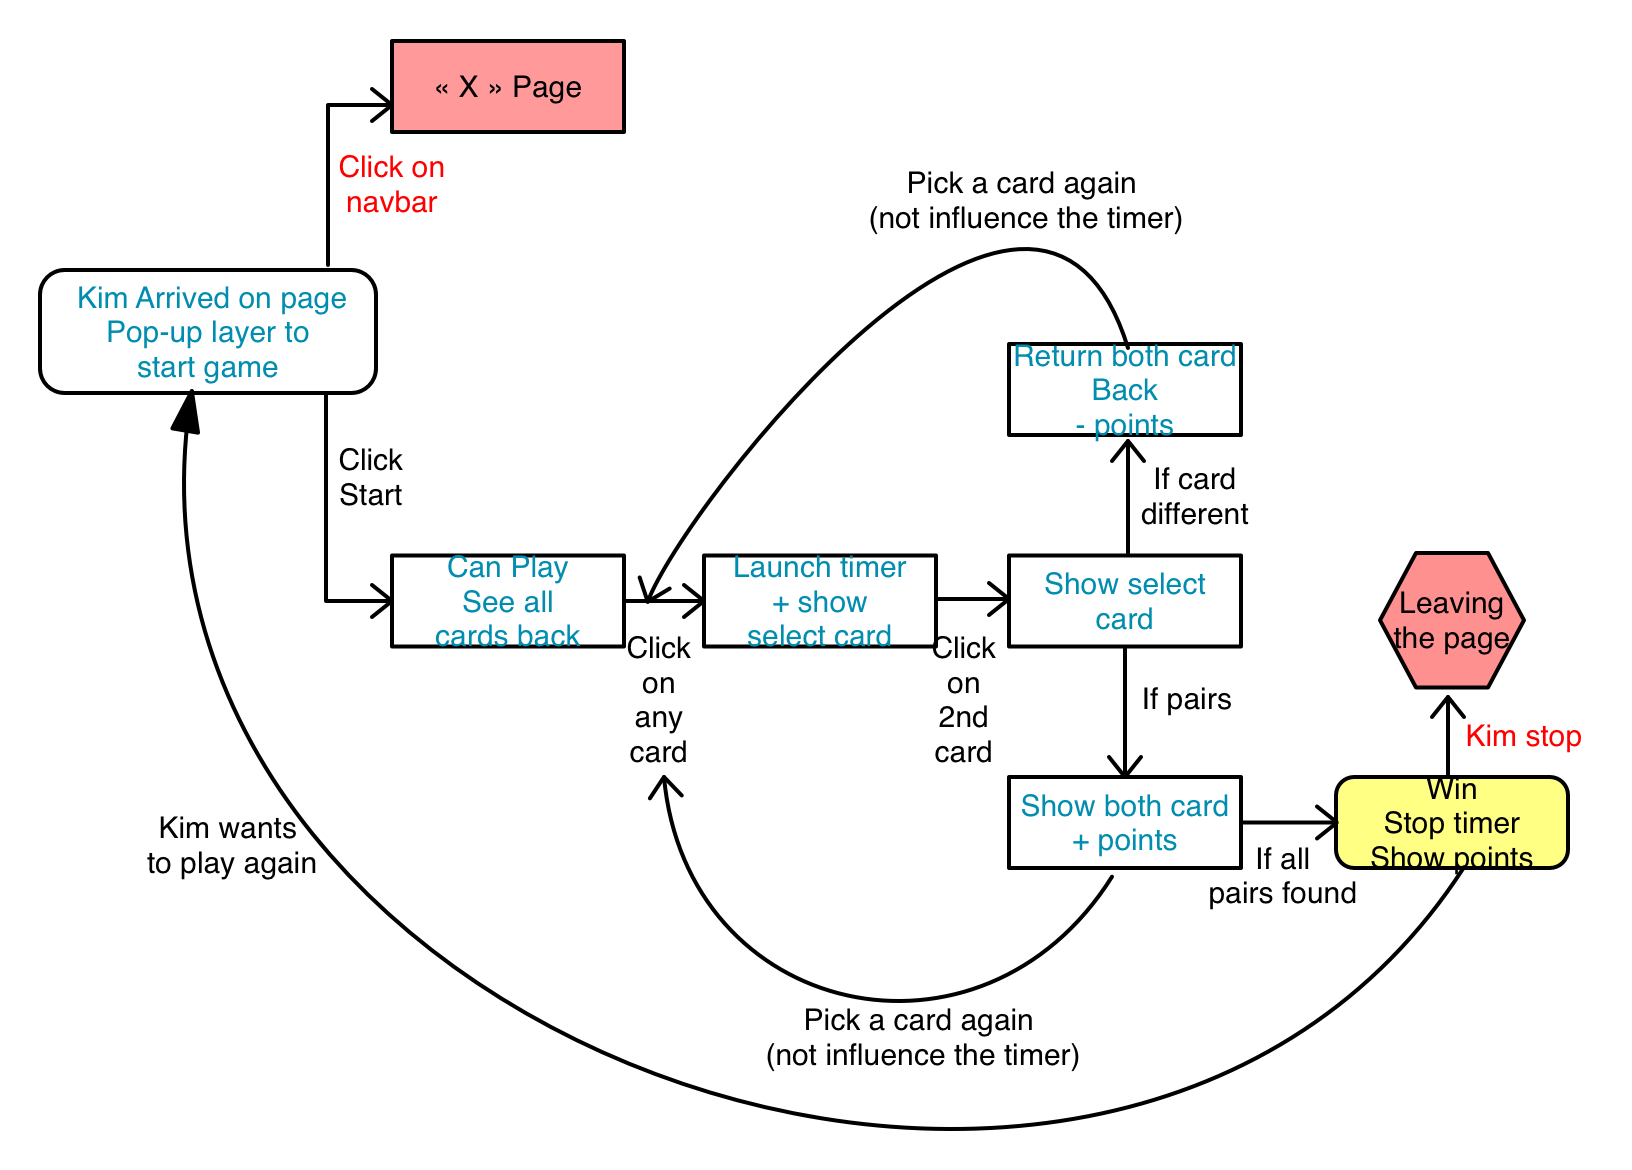 « X » Page
Click on
navbar
Pick a card again
(not influence the timer)
Kim Arrived on page
Pop-up layer to
start game
Return both card
Back
- points
Click
Start
If card
different
Can Play
See all
cards back
Launch timer
+ show
select card
Show select
card
Leaving
the page
Click
on
any
card
Click
on
2nd
card
If pairs
Kim stop
Show both card
+ points
Win
Stop timer
Show points
If all
pairs found
Kim wants
to play again
Pick a card again
(not influence the timer)